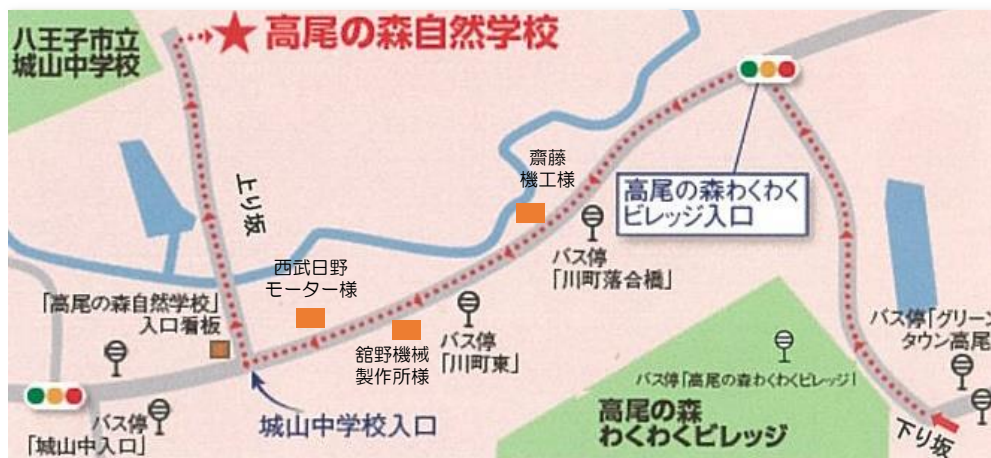 八王子市立
城山中学校
高尾の森自然学校
齋藤
機工様
高尾の森わくわく
ビレッジ入口
上り坂
バス停
「川町落合橋」
西武日野
モーター様
「高尾の森自然学校」
入口看板
舘野機械
製作所様
バス停
「川町東」
バス停「グリーン
タウン高尾
バス停「高尾の森わくわくビレッジ」
高尾の森
わくわくビレッジ
城山中学校入口
バス停
「城山中入口」
下り坂